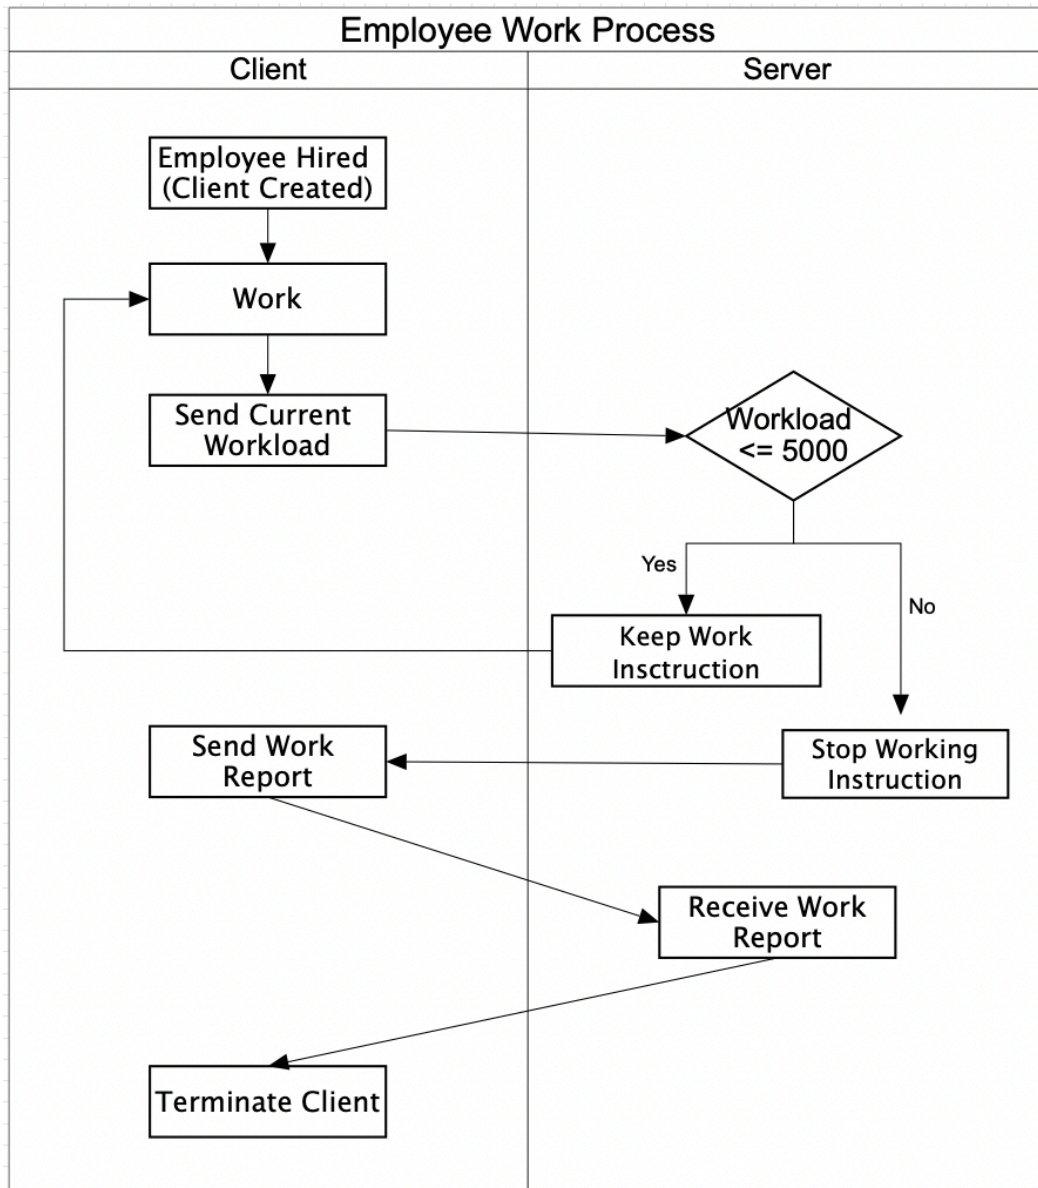 Employee Work Process
Client
Server
Employee Hired
(Client Created)
Work
Send Current
Workload
Workload
<= 5000
Yes
No
Keep Work
Insctruction
Send Work
Report
Stop Working
Instruction
Receive Work
Report
Terminate Client